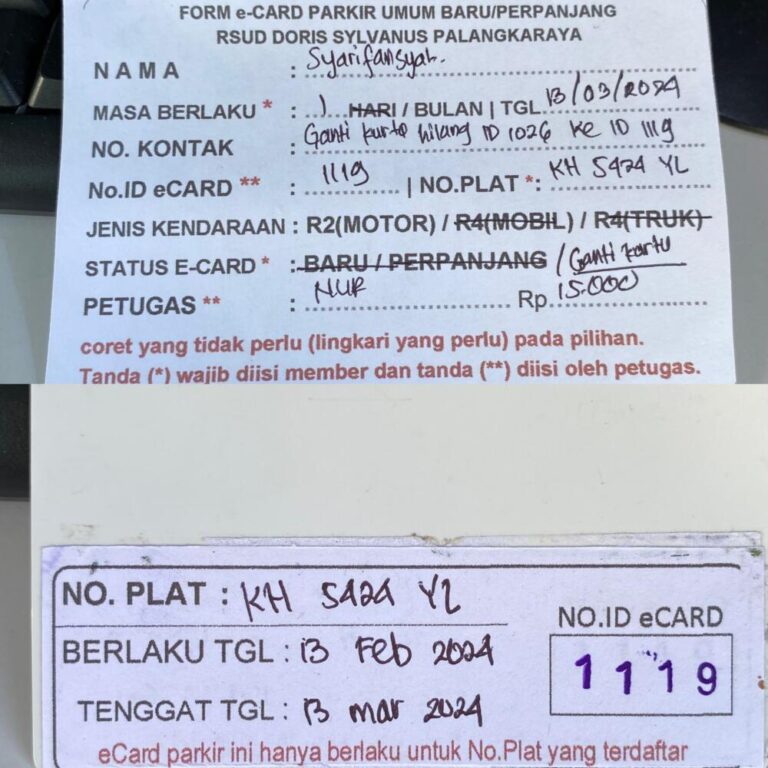 FORM e-CARD PARKIR UMUM BARU/PERPANJANG
RSUD DORIS SYLVANUS PALANGKARAYA
NAMA : Syarifansyah.
MASA BERLAKU * : 1 HARI / BULAN | TGL. 13/03/2024
NO. KONTAK : Ganti kartu hilang ID 1026 ke ID 1119
No.ID eCARD ** : 1119 | NO.PLAT *: KH 5424 YL
JENIS KENDARAAN : R2(MOTOR) / R4(MOBIL) / R4(TRUK)
STATUS E-CARD * : BARU / PERPANJANG / Ganti kartu
PETUGAS ** : NUR Rp. 15.000
coret yang tidak perlu (lingkari yang perlu) pada pilihan.
Tanda (*) wajib diisi member dan tanda (**) diisi oleh petugas.
NO. PLAT : KH 5424 YL
NO.ID eCARD
BERLAKU TGL : 13 Feb 2024
1119
TENGGAT TGL : 13 mar 2024
eCard parkir ini hanya berlaku untuk No.Plat yang terdaftar